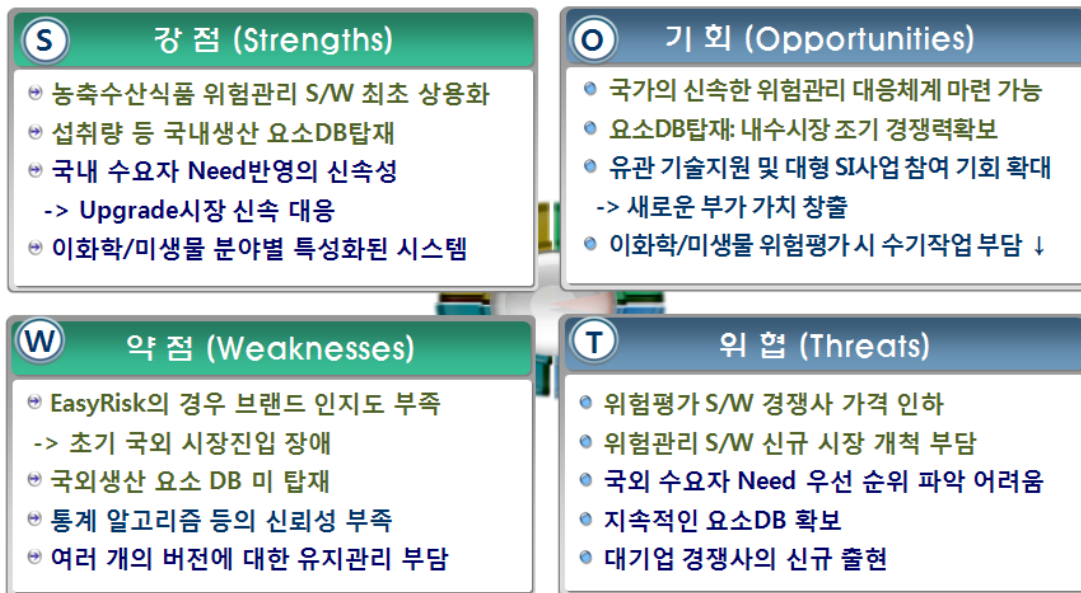 S
강 점 (Strengths)
농축수산식품 위험관리 S/W 최초 상용화
섭취량 등 국내생산 요소DB탑재
국내 수요자 Need반영의 신속성
-> Upgrade시장 신속 대응
이화학/미생물 분야별 특성화된 시스템
O
기 회 (Opportunities)
국가의 신속한 위험관리 대응체계 마련 가능
요소DB탑재: 내수시장 조기 경쟁력확보
유관 기술지원 및 대형 SI사업 참여 기회 확대
-> 새로운 부가 가치 창출
이화학/미생물 위험평가 시 수기작업 부담 ↓
W
약 점 (Weaknesses)
EasyRisk의 경우 브랜드 인지도 부족
-> 초기 국외 시장진입 장애
국외생산 요소 DB 미 탑재
통계 알고리즘 등의 신뢰성 부족
여러 개의 버전에 대한 유지관리 부담
T
위 협 (Threats)
위험평가 S/W 경쟁사 가격 인하
위험관리 S/W 신규 시장 개척 부담
국외 수요자 Need 우선 순위 파악 어려움
지속적인 요소DB 확보
대기업 경쟁사의 신규 출현